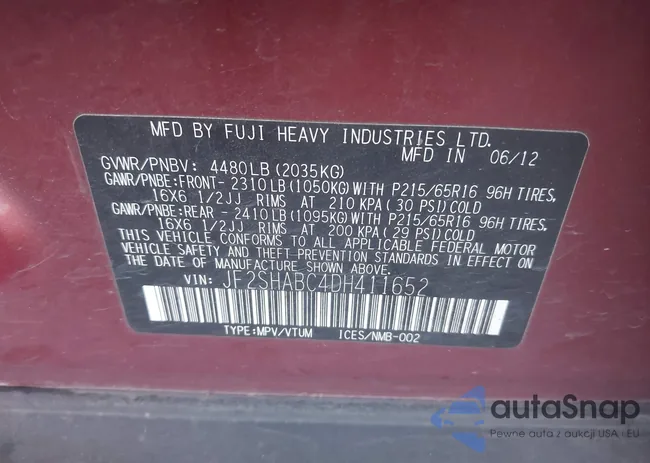 MFD BY FUJI HEAVY INDUSTRIES LTD.
MFD IN 06/12
GVWR/PNBV: 4480LB (2035KG)
GAWR/PNBE:FRONT- 2310LB (1050KG) WITH P215/65R16 96H TIRES,
16X6 1/2JJ RIMS AT 210 KPA ( 30 PSI) COLD
GAWR/PNBE:REAR - 2410LB (1095KG) WITH P215/65R16 96H TIRES,
16X6 1/2JJ RIMS AT 200 KPA ( 29 PSI) COLD
THIS VEHICLE CONFORMS TO ALL APPLICABLE FEDERAL MOTOR
VEHICLE SAFETY AND THEFT PREVENTION STANDARDS IN EFFECT
ON THE DATE OF MANUFACTURE SHOWN ABOVE.
VIN: JF2SHABC4DH411652
TYPE:MPV/VTUM ICES/NMB-002
autaSnap
Pewne auta z aukcji USA i EU